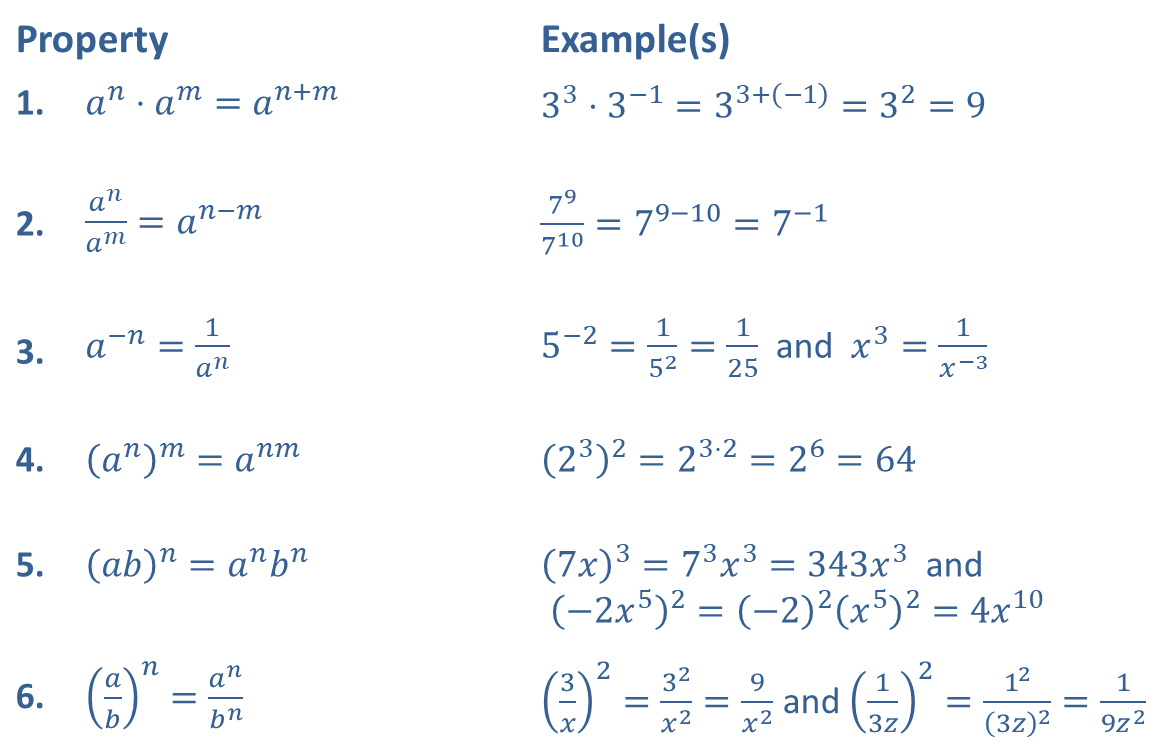 Property Example(s)
1. aⁿ · aᵐ = aⁿ⁺ᵐ 3³ · 3⁻¹ = 3³⁺⁽⁻¹⁾ = 3² = 9
2. aⁿ/aᵐ = aⁿ⁻ᵐ 7⁹/7¹⁰ = 7⁹⁻¹⁰ = 7⁻¹
3. a⁻ⁿ = 1/aⁿ 5⁻² = 1/5² = 1/25 and x³ = 1/x⁻³
4. (aⁿ)ᵐ = aⁿᵐ (2³)² = 2³·² = 2⁶ = 64
5. (ab)ⁿ = aⁿbⁿ (7x)³ = 7³x³ = 343x³ and
(−2x⁵)² = (−2)²(x⁵)² = 4x¹⁰
6. (a/b)ⁿ = aⁿ/bⁿ (3/x)² = 3²/x² = 9/x² and (1/3z)² = 1²/(3z)² = 1/9z²